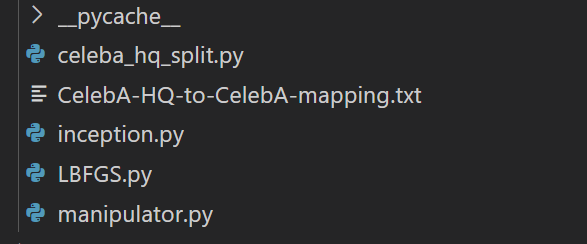 __pycache__
celeba_hq_split.py
CelebA-HQ-to-CelebA-mapping.txt
inception.py
LBFGS.py
manipulator.py